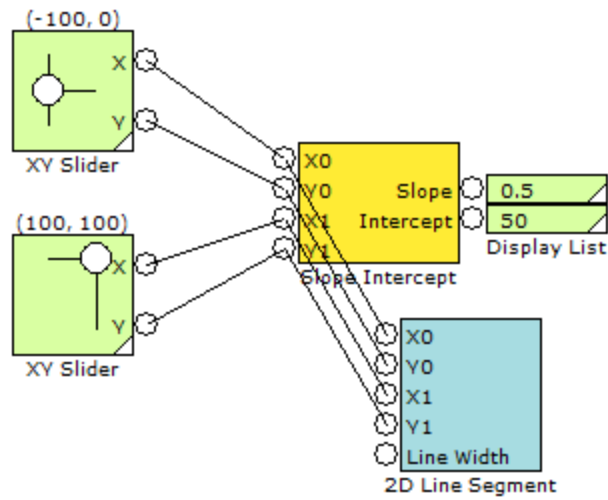 (-100, 0)
X
Y
XY Slider
(100, 100)
X
Y
XY Slider
X0
Y0
X1
Y1
Slope
Intercept
Slope Intercept
0.5
50
Display List
X0
Y0
X1
Y1
Line Width
2D Line Segment